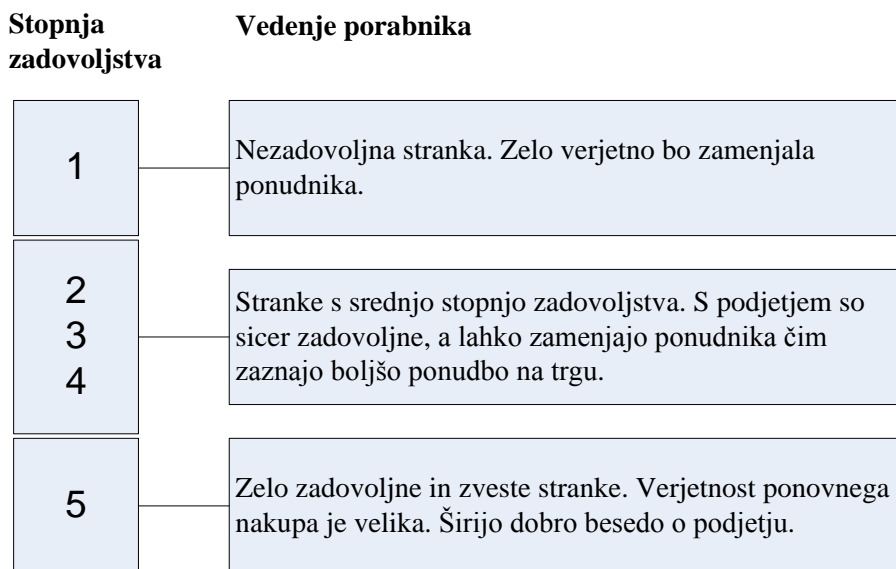 Stopnja
zadovoljstva
Vedenje porabnika
1
Nezadovoljna stranka. Zelo verjetno bo zamenjala
ponudnika.
2
3
4
Stranke s srednjo stopnjo zadovoljstva. S podjetjem so
sicer zadovoljne, a lahko zamenjajo ponudnika čim
zaznajo boljšo ponudbo na trgu.
5
Zelo zadovoljne in zveste stranke. Verjetnost ponovnega
nakupa je velika. Širijo dobro besedo o podjetju.